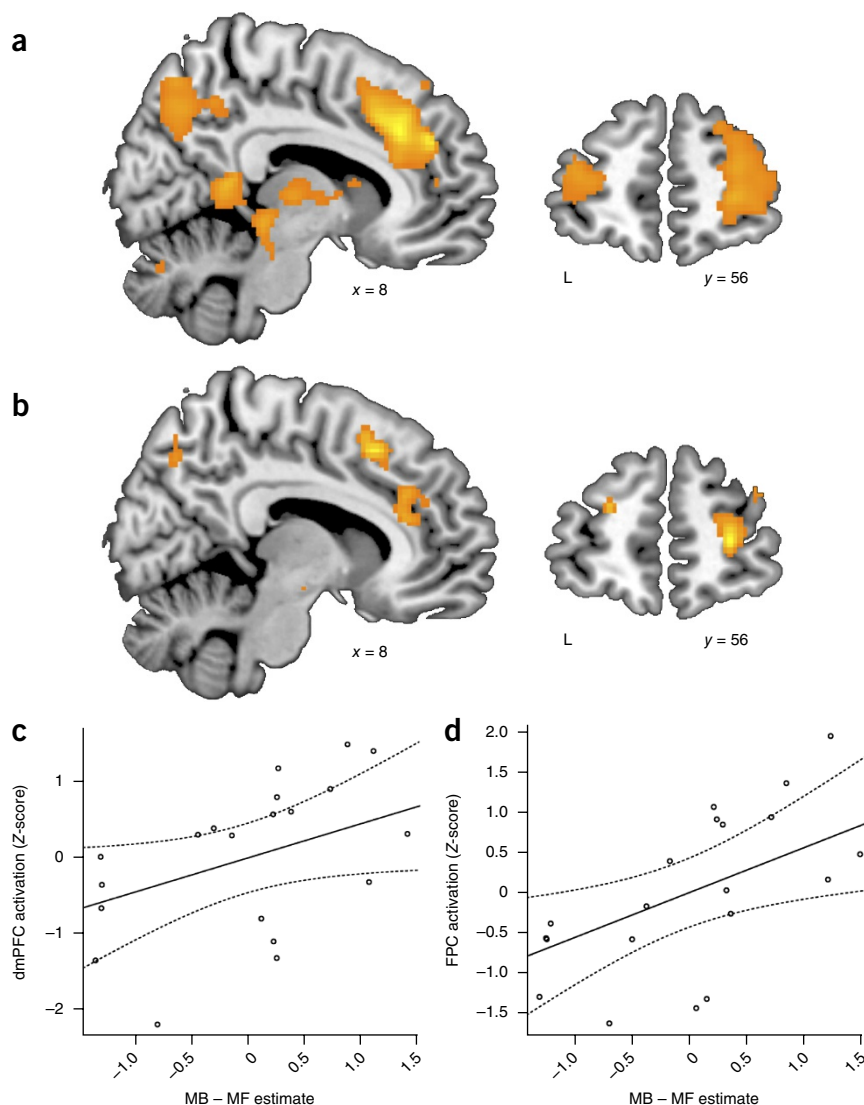 a
x = 8
L
y = 56
b
x = 8
L
y = 56
c
dmPFC activation (Z-score)
1
0
−1
−2
−1.0
−0.5
0
0.5
1.0
1.5
MB – MF estimate
d
FPC activation (Z-score)
2.0
1.5
1.0
0.5
0
−0.5
−1.0
−1.5
−1.0
−0.5
0
0.5
1.0
1.5
MB – MF estimate